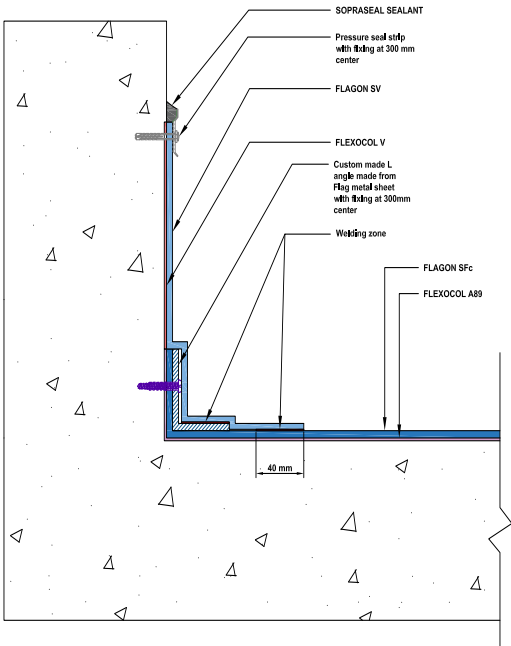 SOPRASEAL SEALANT
Pressure seal strip
with fixing at 300 mm
center
FLAGON SV
FLEXOCOL V
Custom made L
angle made from
Flag metal sheet
with fixing at 300mm
center
Welding zone
FLAGON SFc
FLEXOCOL A89
40 mm